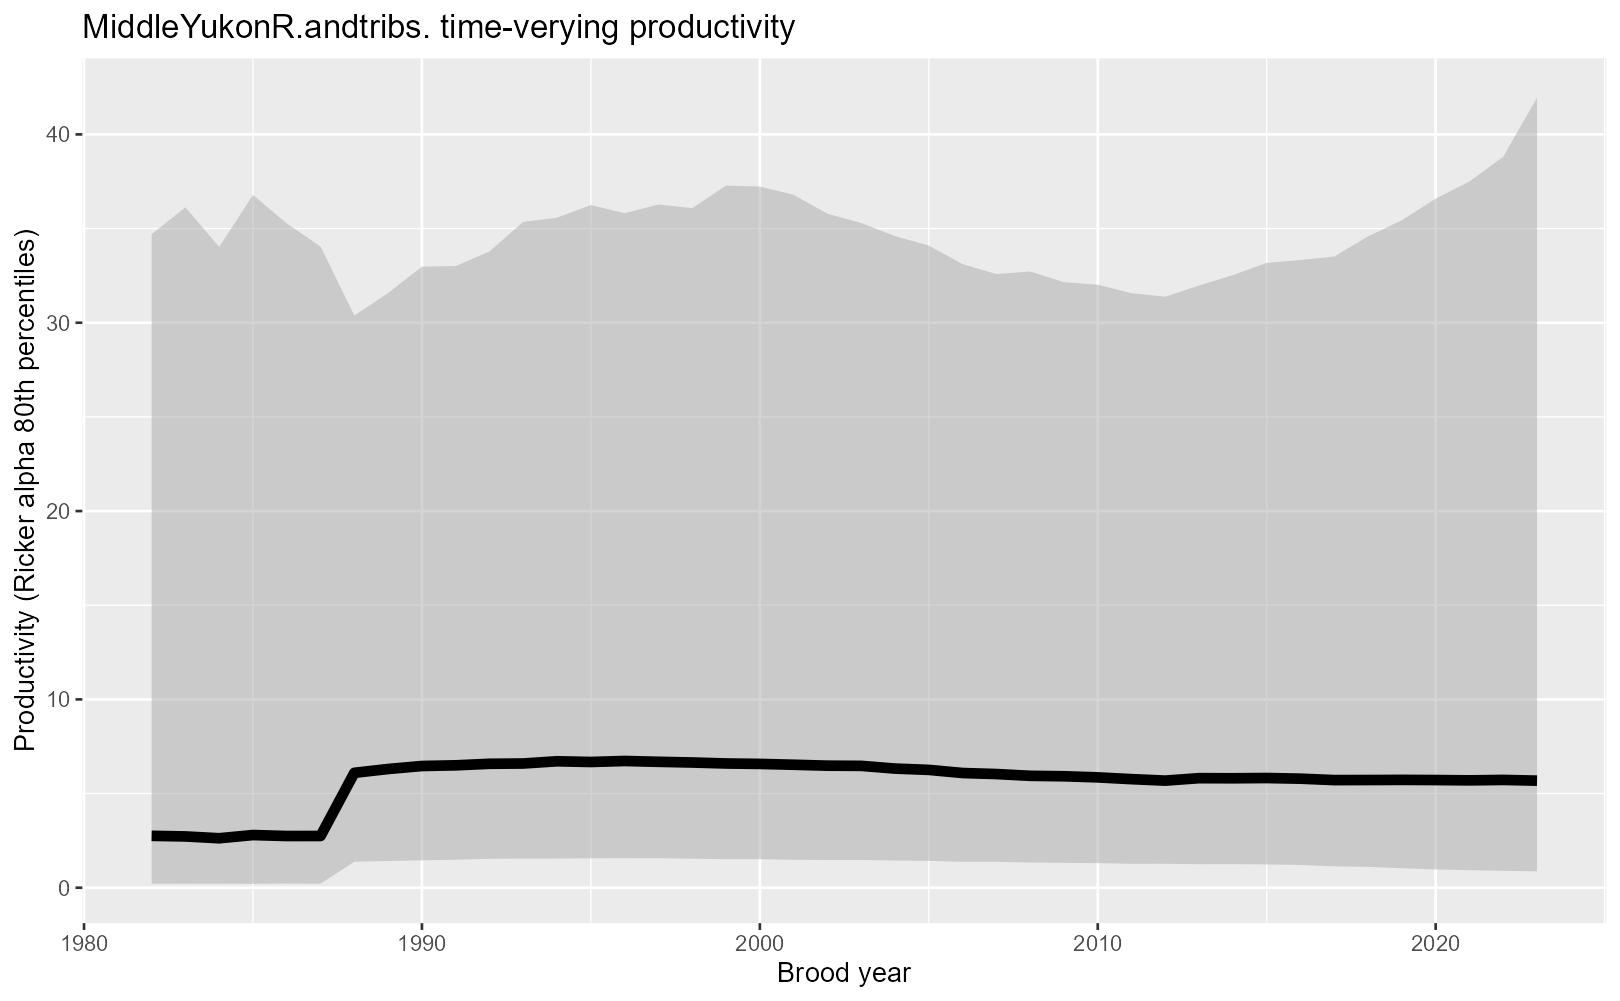 MiddleYukonR.andtribs. time-verying productivity
Productivity (Ricker alpha 80th percentiles)
40
30
20
10
0
1980 1990 2000 2010 2020
Brood year